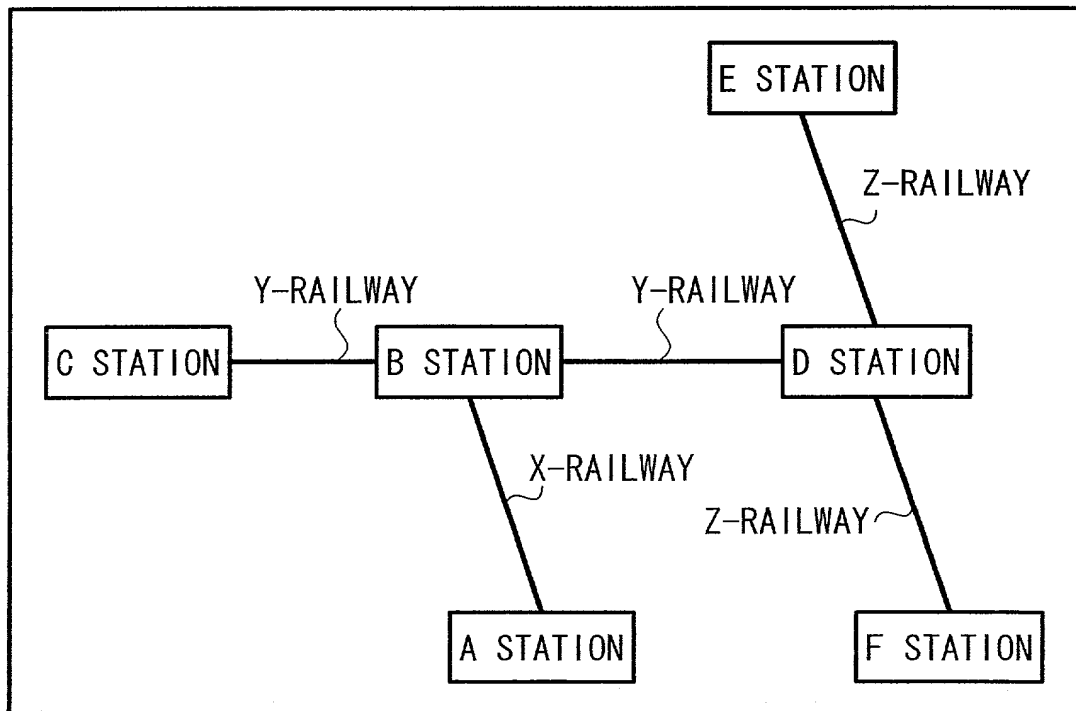 E STATION
Z-RAILWAY
Y-RAILWAY
Y-RAILWAY
C STATION
B STATION
D STATION
X-RAILWAY
Z-RAILWAY
A STATION
F STATION